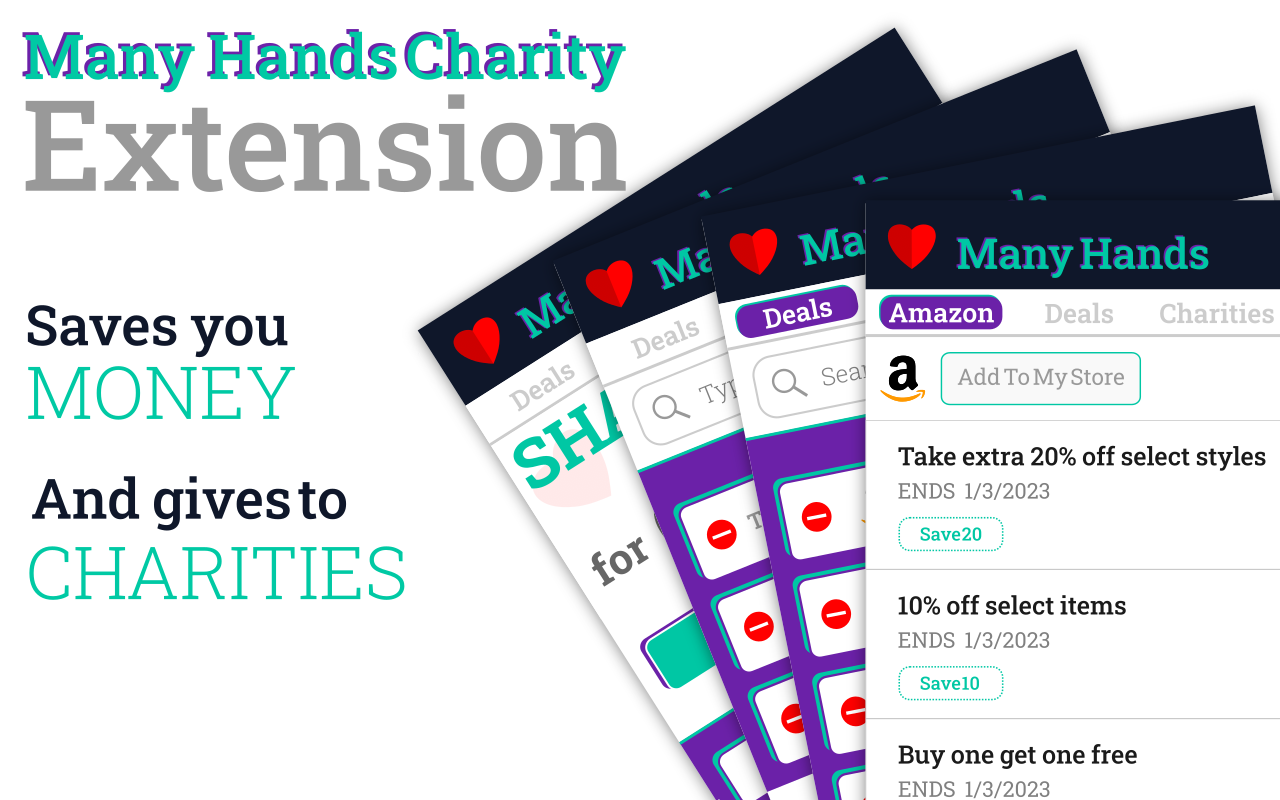 Many Hands Charity
Extension
Saves you
MONEY
And gives to
CHARITIES
Deals
for
Deals
Deals
Many Hands
Amazon Deals Charities
a Add To My Store
Take extra 20% off select styles
ENDS 1/3/2023
Save20
10% off select items
ENDS 1/3/2023
Save10
Buy one get one free
ENDS 1/3/2023